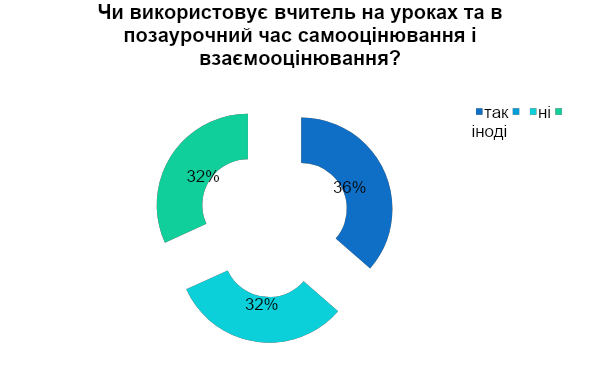 Чи використовує вчитель на уроках та в
позаурочний час самооцінювання і
взаємооцінювання?
так ні
іноді
32%
36%
32%